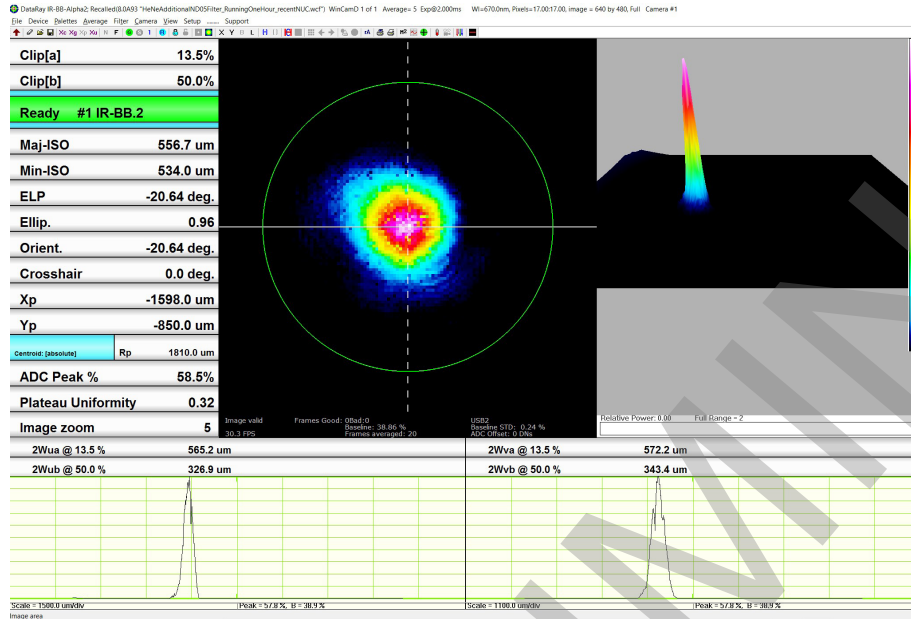 DataRay IR-BB-Alpha2: Recalled(8.0A93 "HeNeAdditionalND05Filter_RunningOneHour_recentNUC.wcf") WinCamD 1 of 1 Average= 5 Exp@2.000ms Wl=670.0nm, Pixels=17.00:17.00, image = 640 by 480, Full Camera #1
File Device Palettes Average Filter Camera View Setup ...... Support
Clip[a] 13.5%
Clip[b] 50.0%
Ready #1 IR-BB.2
Maj-ISO 556.7 um
Min-ISO 534.0 um
ELP -20.64 deg.
Ellip. 0.96
Orient. -20.64 deg.
Crosshair 0.0 deg.
Xp -1598.0 um
Yp -850.0 um
Centroid: [absolute] Rp 1810.0 um
ADC Peak % 58.5%
Plateau Uniformity 0.32
Image zoom 5
Image valid
30.3 FPS
Frames Good: 0Bad:0
Baseline: 38.86 %
Frames averaged: 20
USB2
Baseline STD: 0.24 %
ADC Offset: 0 DNs
Relative Power: 0.00 Full Range = 2
2Wua @ 13.5 % 565.2 um
2Wva @ 13.5 % 572.2 um
2Wub @ 50.0 % 326.9 um
2Wvb @ 50.0 % 343.4 um
Scale = 1500.0 um/div Peak = 57.8 %, B = 38.9 %
Scale = 1100.0 um/div Peak = 57.8 %, B = 38.9 %
Image area